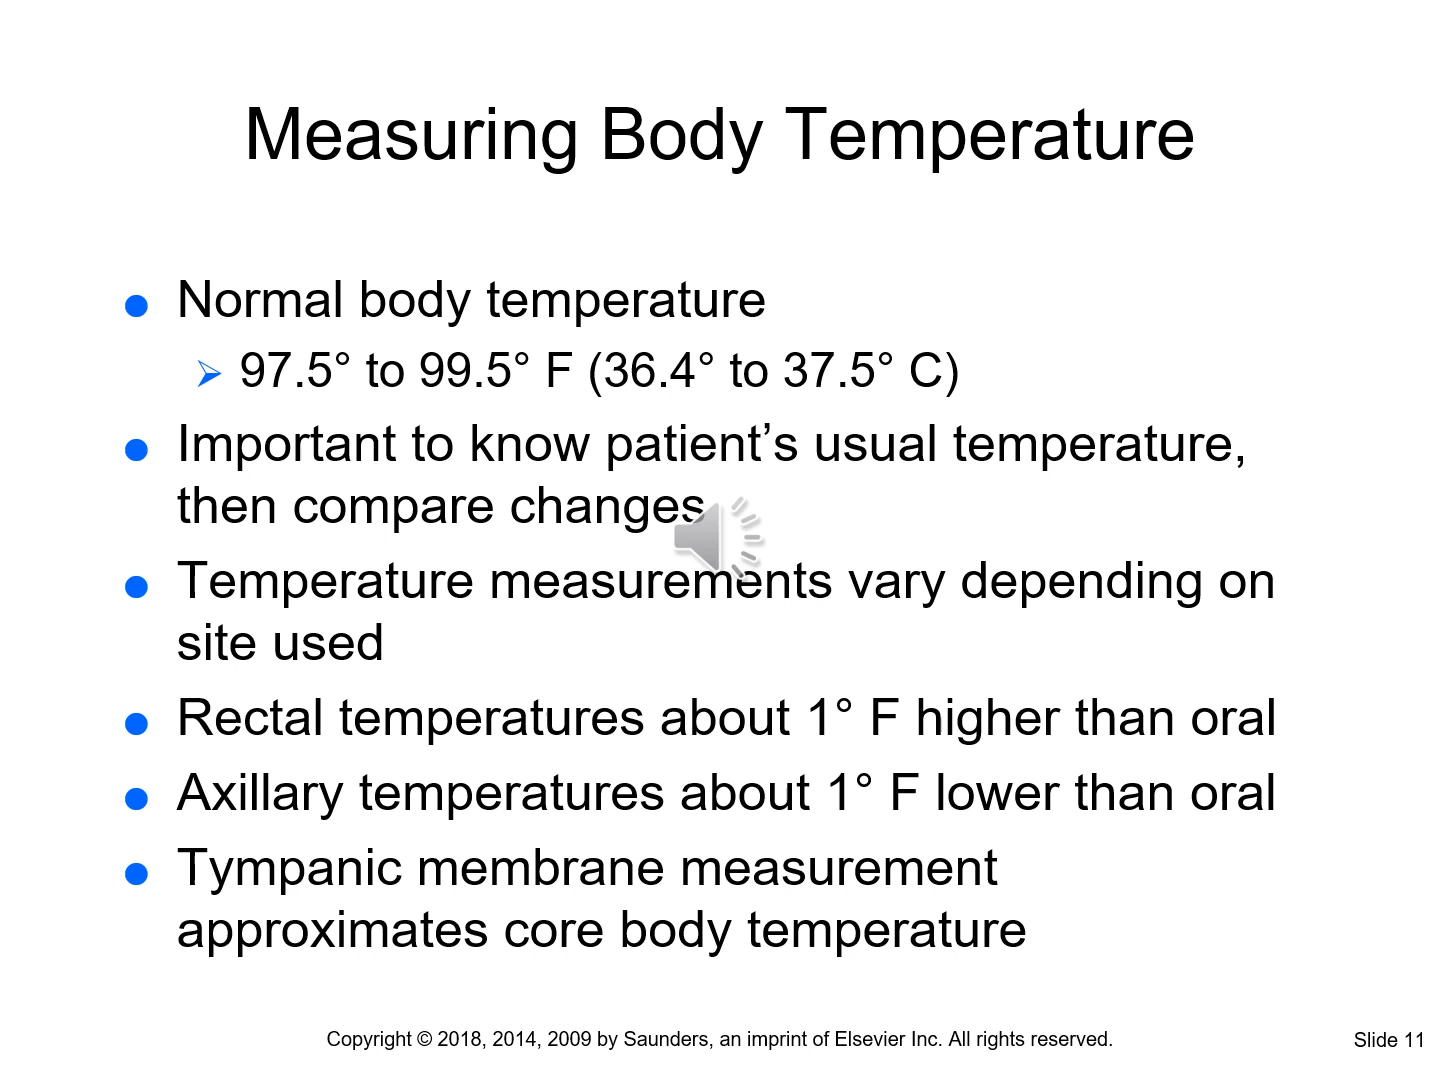 Measuring Body Temperature
Normal body temperature
97.5° to 99.5° F (36.4° to 37.5° C)
Important to know patient’s usual temperature,
then compare changes
Temperature measurements vary depending on
site used
Rectal temperatures about 1° F higher than oral
Axillary temperatures about 1° F lower than oral
Tympanic membrane measurement
approximates core body temperature
Copyright © 2018, 2014, 2009 by Saunders, an imprint of Elsevier Inc. All rights reserved.
Slide 11